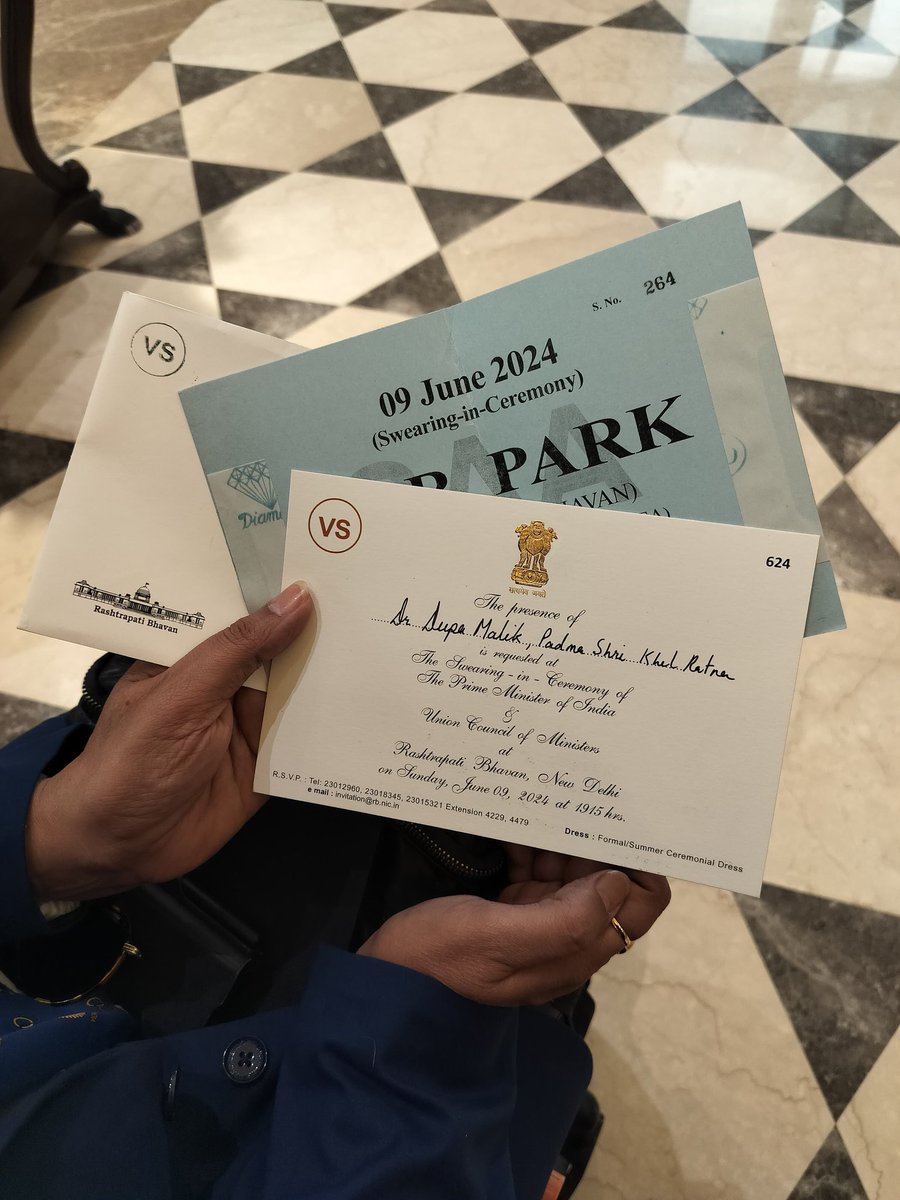 VS
Rashtrapati Bhavan
S. No. 264
09 June 2024
(Swearing-in-Ceremony)
PARK
VS
624
सत्यमेव जयते
The presence of
Dr. Deepa Malik, Padma Shri Khel Ratna
is requested at
The Swearing-in-Ceremony of
The Prime Minister of India
&
Union Council of Ministers
at
Rashtrapati Bhavan, New Delhi
on Sunday, June 09, 2024 at 1915 hrs.
R.S.V.P. : Tel: 23012960, 23018345, 23015321 Extension 4229, 4479
e mail : invitation@rb.nic.in
Dress : Formal/Summer Ceremonial Dress